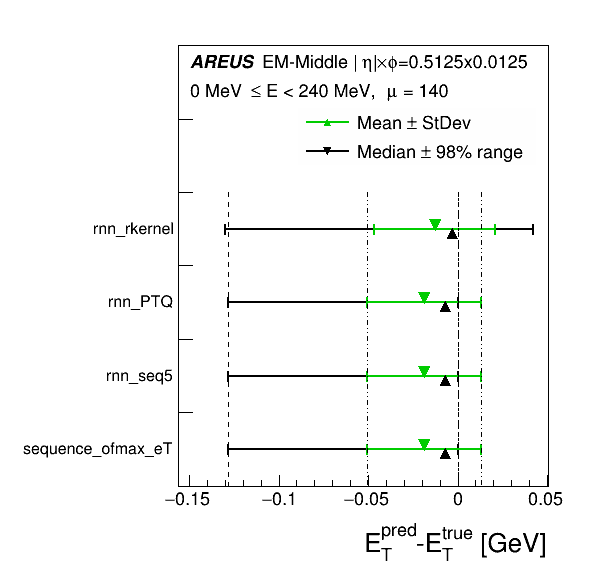 AREUS EM-Middle |η|×ϕ=0.5125x0.0125
0 MeV ≤ E < 240 MeV, μ = 140
Mean ± StDev
Median ± 98% range
rnn_rkernel
rnn_PTQ
rnn_seq5
sequence_ofmax_eT
−0.15 −0.1 −0.05 0 0.05
E_T^pred-E_T^true [GeV]